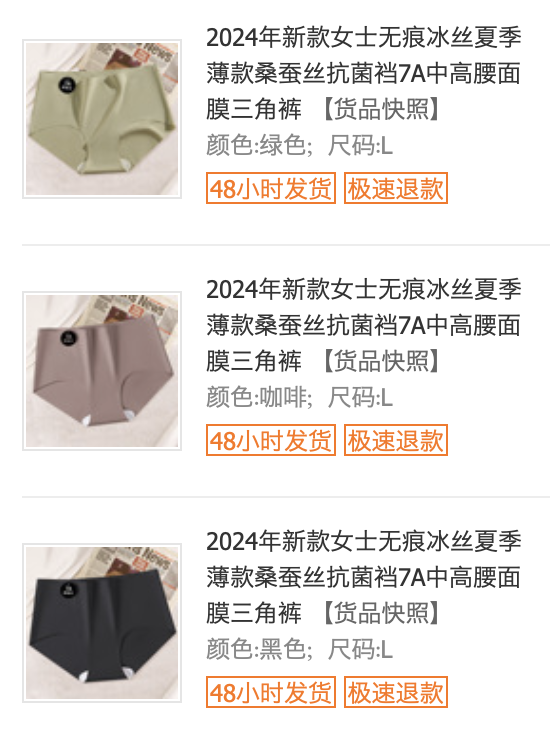 2024年新款女士无痕冰丝夏季
薄款桑蚕丝抗菌裆7A中高腰面
膜三角裤 【货品快照】
颜色:绿色; 尺码:L
48小时发货 极速退款
2024年新款女士无痕冰丝夏季
薄款桑蚕丝抗菌裆7A中高腰面
膜三角裤 【货品快照】
颜色:咖啡; 尺码:L
48小时发货 极速退款
2024年新款女士无痕冰丝夏季
薄款桑蚕丝抗菌裆7A中高腰面
膜三角裤 【货品快照】
颜色:黑色; 尺码:L
48小时发货 极速退款